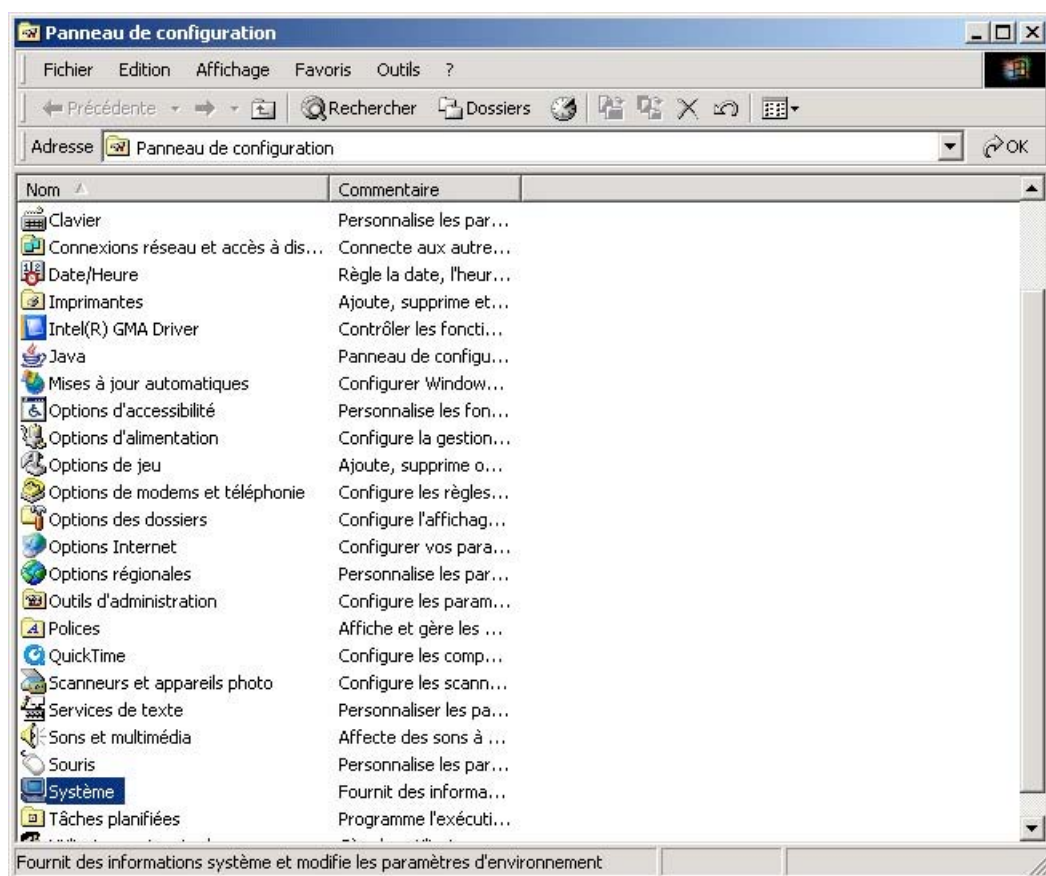 Panneau de configuration
Fichier Edition Affichage Favoris Outils ?
Précédente Rechercher Dossiers
Adresse Panneau de configuration OK
Nom Commentaire
Clavier Personnalise les par...
Connexions réseau et accès à dis... Connecte aux autre...
Date/Heure Règle la date, l'heur...
Imprimantes Ajoute, supprime et...
Intel(R) GMA Driver Contrôler les foncti...
Java Panneau de configu...
Mises à jour automatiques Configurer Window...
Options d'accessibilité Personnalise les fon...
Options d'alimentation Configure la gestion...
Options de jeu Ajoute, supprime o...
Options de modems et téléphonie Configure les règles...
Options des dossiers Configure l'affichag...
Options Internet Configurer vos para...
Options régionales Personnalise les par...
Outils d'administration Configure les param...
Polices Affiche et gère les ...
QuickTime Configure les comp...
Scanneurs et appareils photo Configure les scann...
Services de texte Personnaliser les pa...
Sons et multimédia Affecte des sons à ...
Souris Personnalise les par...
Système Fournit des informa...
Tâches planifiées Programme l'exécuti...
Fournit des informations système et modifie les paramètres d'environnement